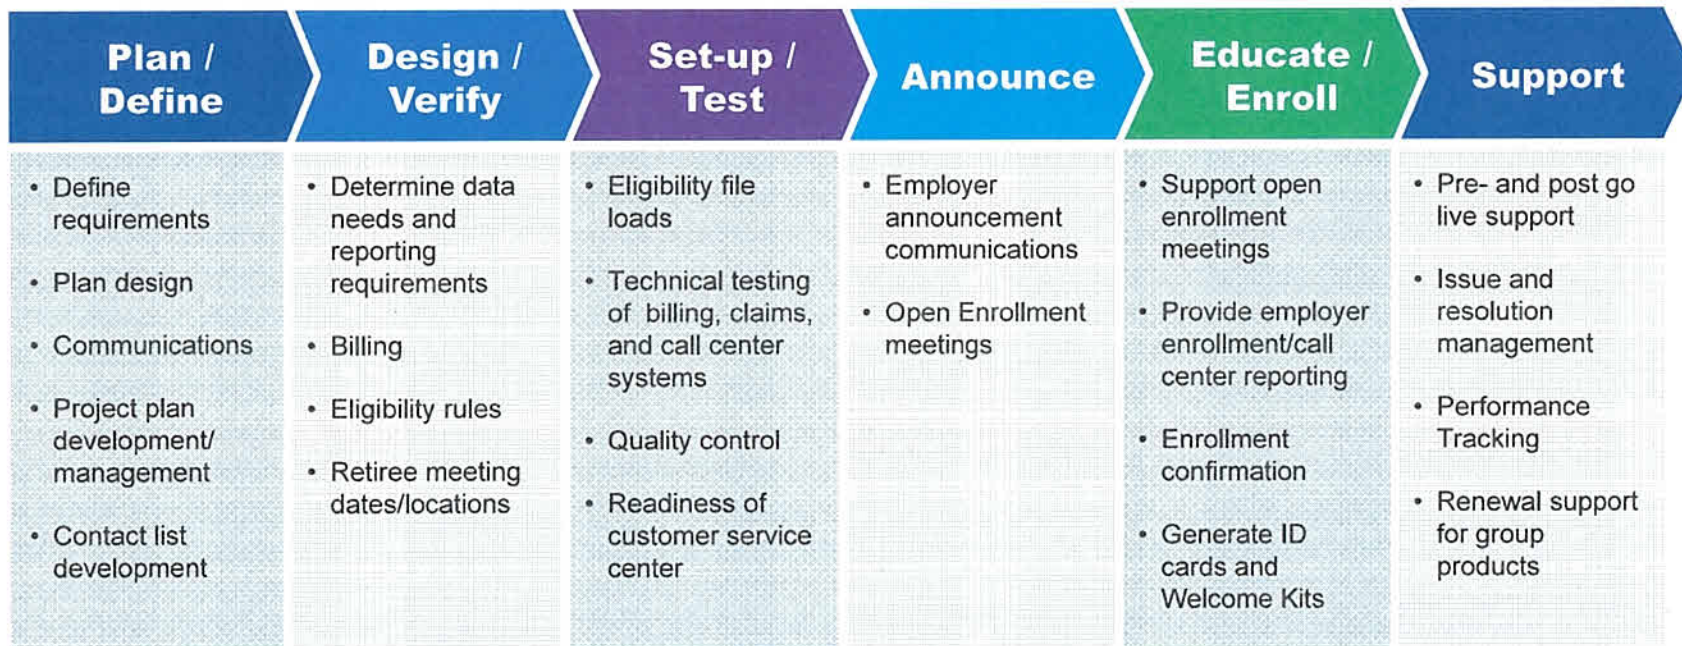 Plan /
Define
Design /
Verify
Set-up /
Test
Announce
Educate /
Enroll
Support
• Define
requirements
• Plan design
• Communications
• Project plan
development/
management
• Contact list
development
• Determine data
needs and
reporting
requirements
• Billing
• Eligibility rules
• Retiree meeting
dates/locations
• Eligibility file
loads
• Technical testing
of billing, claims,
and call center
systems
• Quality control
• Readiness of
customer service
center
• Employer
announcement
communications
• Open Enrollment
meetings
• Support open
enrollment
meetings
• Provide employer
enrollment/call
center reporting
• Enrollment
confirmation
• Generate ID
cards and
Welcome Kits
• Pre- and post go
live support
• Issue and
resolution
management
• Performance
Tracking
• Renewal support
for group
products